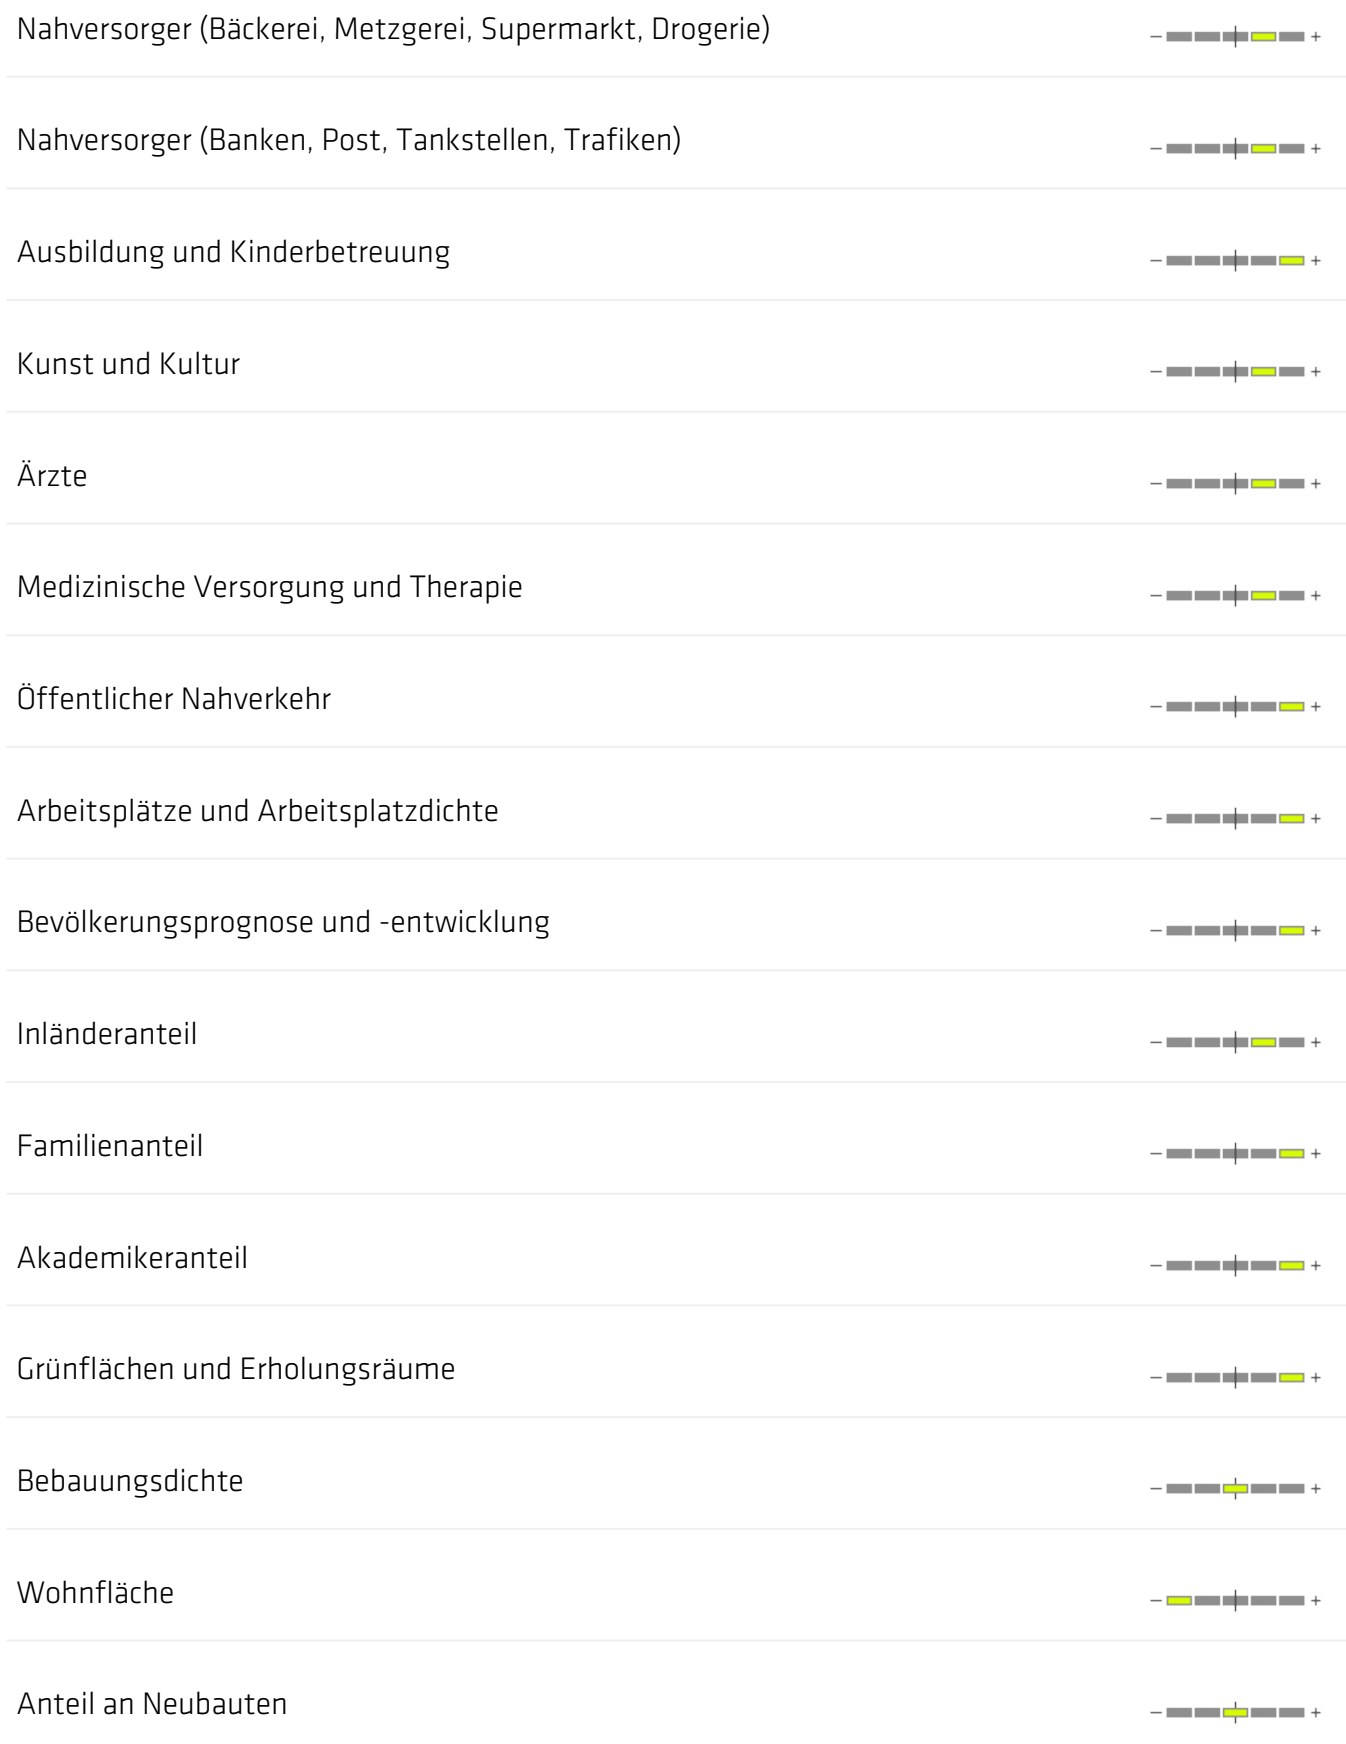 Nahversorger (Bäckerei, Metzgerei, Supermarkt, Drogerie) − +
Nahversorger (Banken, Post, Tankstellen, Trafiken) − +
Ausbildung und Kinderbetreuung − +
Kunst und Kultur − +
Ärzte − +
Medizinische Versorgung und Therapie − +
Öffentlicher Nahverkehr − +
Arbeitsplätze und Arbeitsplatzdichte − +
Bevölkerungsprognose und -entwicklung − +
Inländeranteil − +
Familienanteil − +
Akademikeranteil − +
Grünflächen und Erholungsräume − +
Bebauungsdichte − +
Wohnfläche − +
Anteil an Neubauten − +